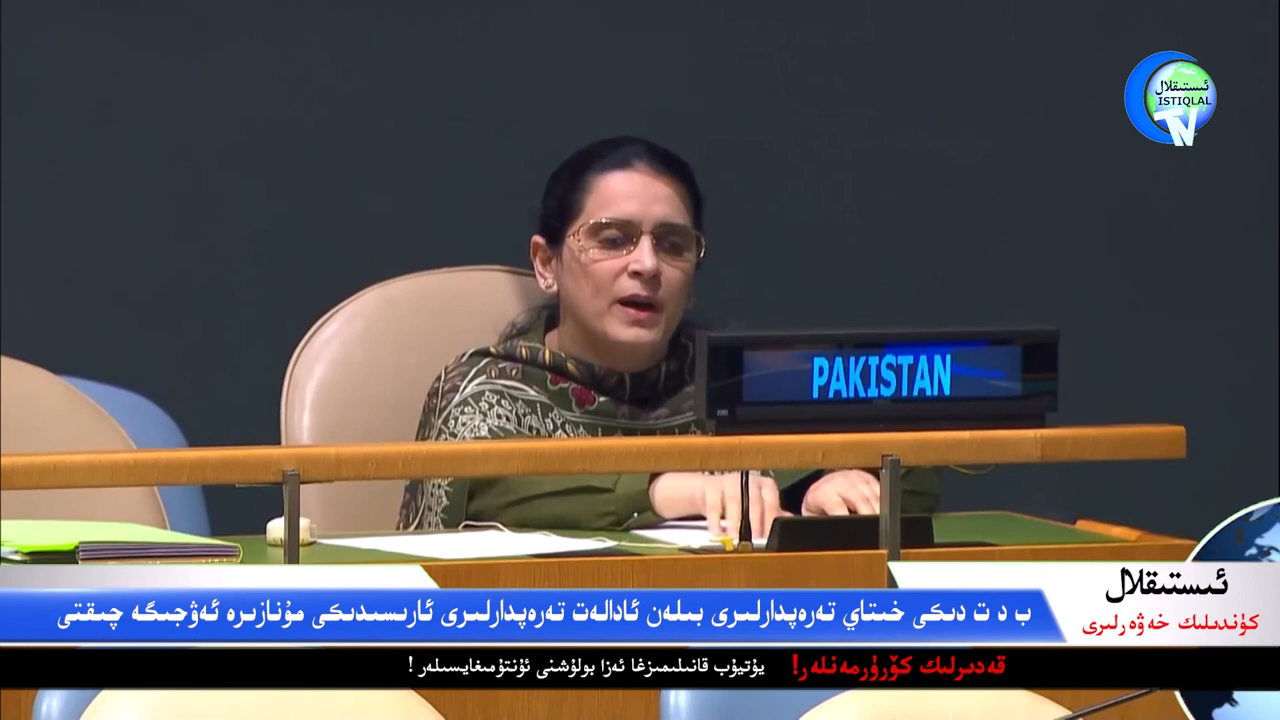 ئىستىقلال
ISTIQLAL
TV
PAKISTAN
ئىستىقلال
كۈندىلىك خەۋەرلىرى
ب د ت دىكى خىتاي تەرەپدارلىرى بىلەن ئادالەت تەرەپدارلىرى ئارىسىدىكى مۇنازىرە ئەۋجىگە چىقتى
قەدىرلىك كۆرۈرمەنلەر! يۇتيۇب قانىلىمىزغا ئەزا بولۇشنى ئۇنتۇمىغايسىلەر !